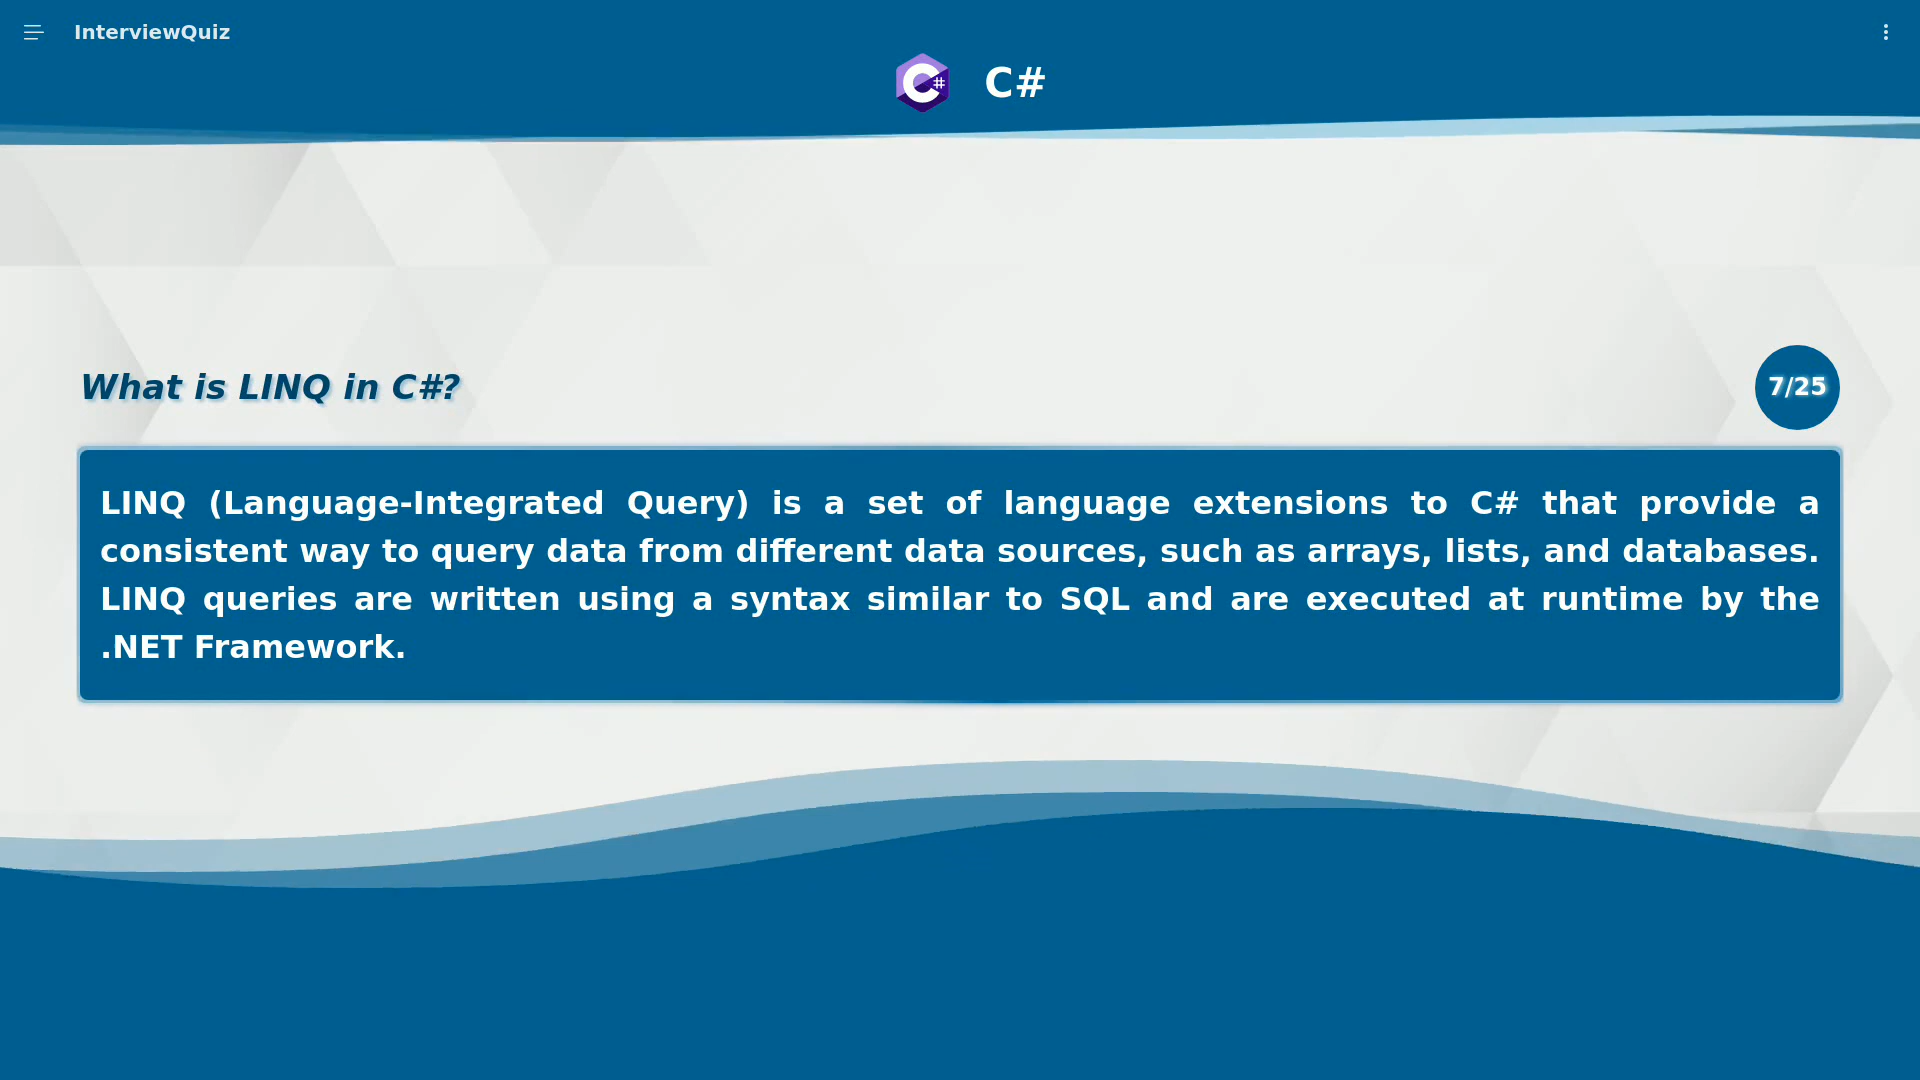 InterviewQuiz
C#
What is LINQ in C#?
7/25
LINQ (Language-Integrated Query) is a set of language extensions to C# that provide a
consistent way to query data from different data sources, such as arrays, lists, and databases.
LINQ queries are written using a syntax similar to SQL and are executed at runtime by the
.NET Framework.